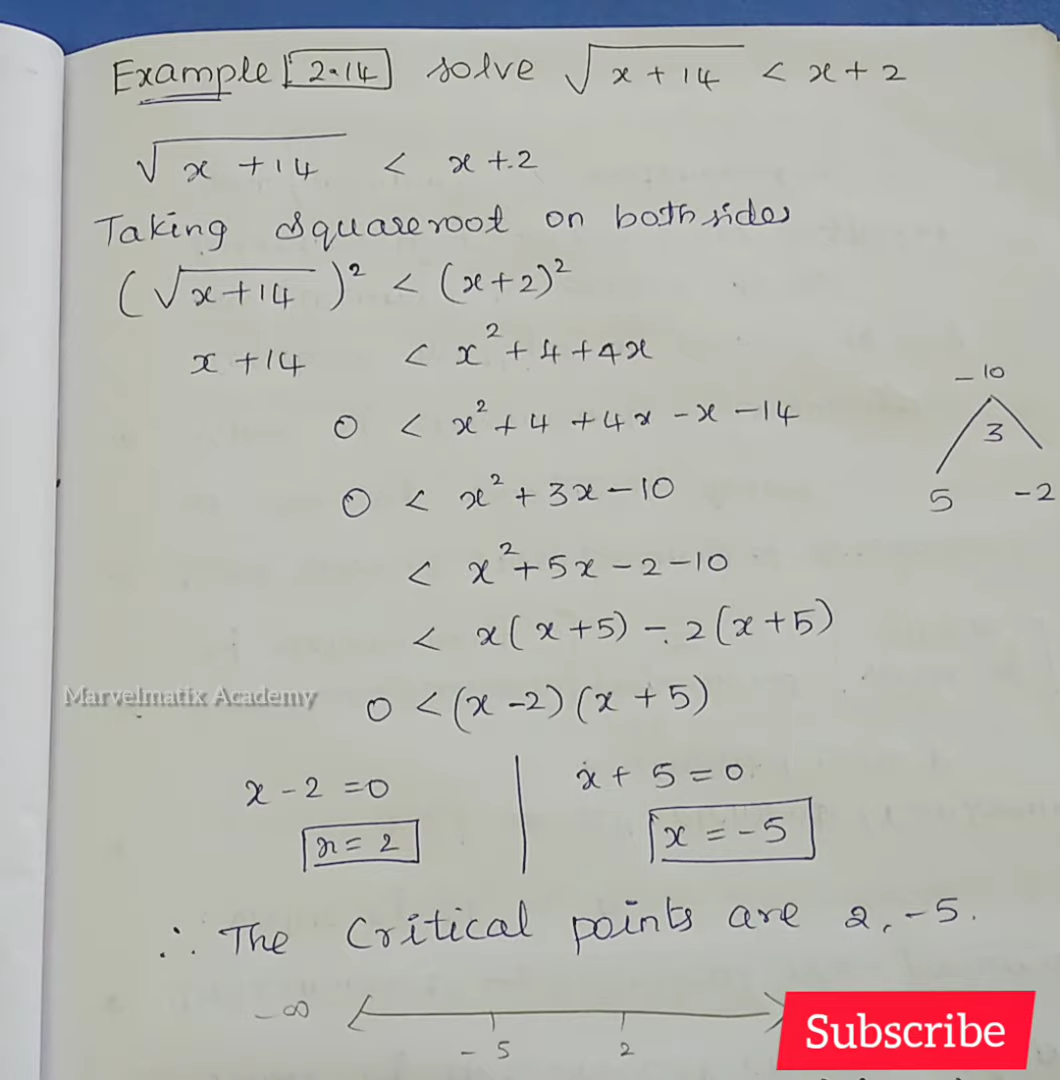 Example 2.14 solve √x + 14 < x + 2
√x + 14 < x + 2
Taking Squareroot on both sides
(√x + 14)² < (x + 2)²
x + 14 < x² + 4 + 4x
0 < x² + 4 + 4x - x - 14
0 < x² + 3x - 10
< x² + 5x - 2 - 10
< x(x + 5) - 2(x + 5)
0 < (x - 2)(x + 5)
-10
3
5 -2
Marvelmatix Academy
x - 2 = 0 x + 5 = 0
x = 2 x = -5
∴ The Critical points are 2, -5.
-∞ -5 2
Subscribe